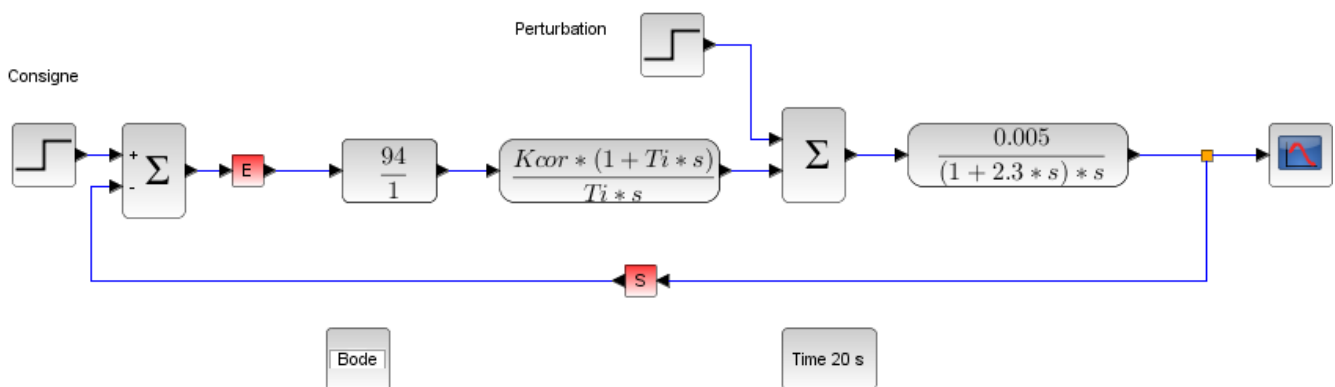 Perturbation
Consigne
+
-
Σ
E
94
1
Kcor * (1 + Ti * s)
Ti * s
Σ
0.005
(1 + 2.3 * s) * s
S
Bode
Time 20 s